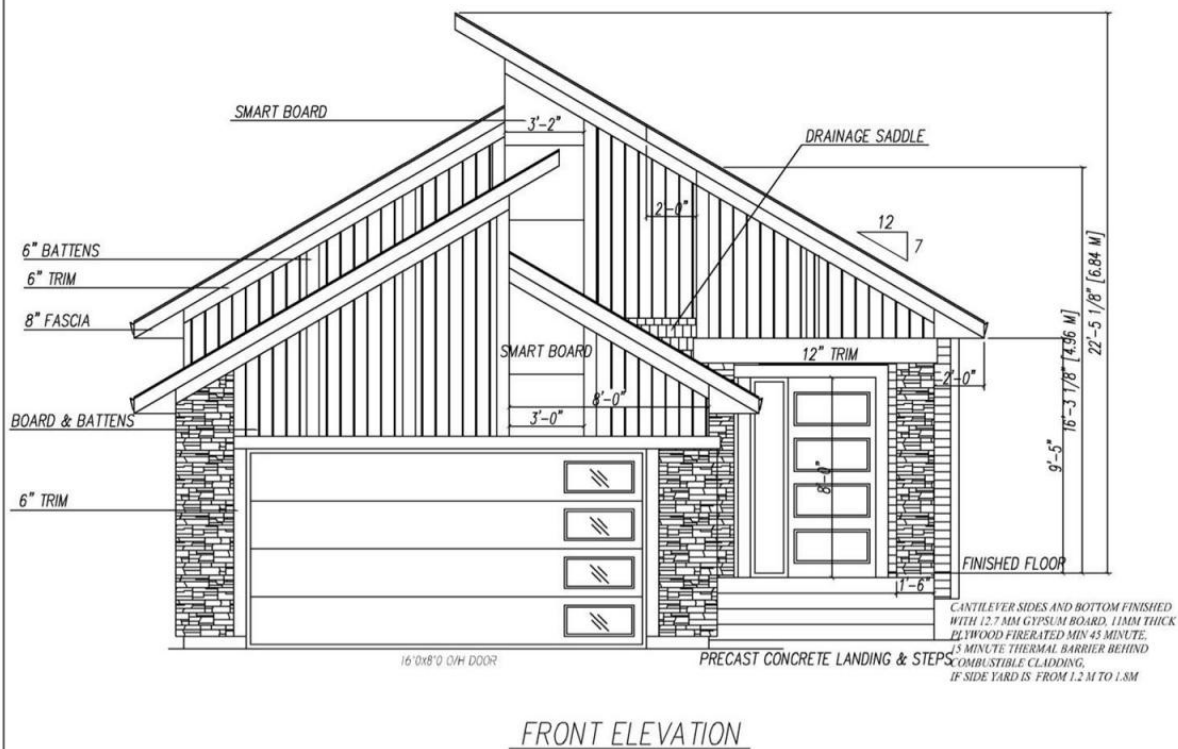 SMART BOARD
3'-2"
DRAINAGE SADDLE
2'-0"
12
7
6" BATTENS
6" TRIM
8" FASCIA
22'-5 1/8" [6.84 M]
16'-3 1/8" [4.96 M]
SMART BOARD
12" TRIM
2'-0"
8'-0"
3'-0"
BOARD & BATTENS
9'-5"
6" TRIM
8'-0"
FINISHED FLOOR
1'-6"
CANTILEVER SIDES AND BOTTOM FINISHED
WITH 12.7 MM GYPSUM BOARD, 11MM THICK
PLYWOOD FIRERATED MIN 45 MINUTE,
15 MINUTE THERMAL BARRIER BEHIND
COMBUSTIBLE CLADDING,
IF SIDE YARD IS FROM 1.2 M TO 1.8M
16'0x8'0 O/H DOOR
PRECAST CONCRETE LANDING & STEPS
FRONT ELEVATION